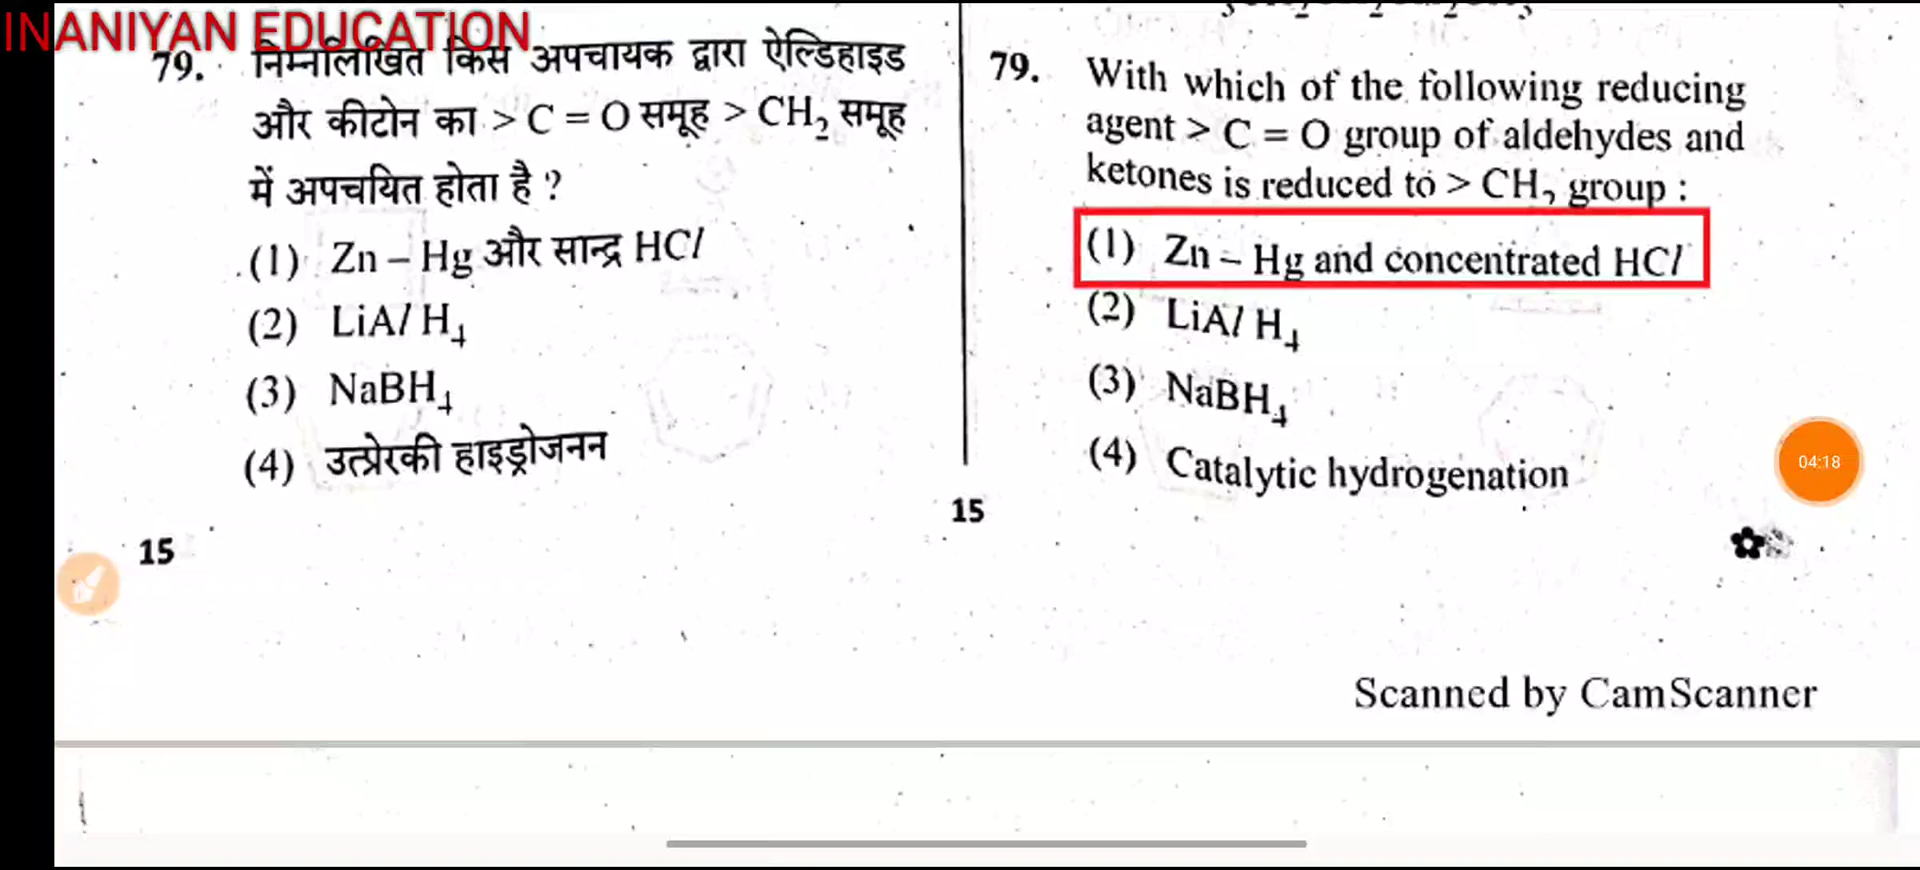 INANIYAN EDUCATION
79. निम्नलिखित किस अपचायक द्वारा ऐल्डिहाइड
और कीटोन का > C = O समूह > CH₂ समूह
में अपचयित होता है ?
(1) Zn – Hg और सान्द्र HCl
(2) LiAlH₄
(3) NaBH₄
(4) उत्प्रेरकी हाइड्रोजनन
15
79. With which of the following reducing
agent > C = O group of aldehydes and
ketones is reduced to > CH₂ group :
(1) Zn – Hg and concentrated HCl
(2) LiAlH₄
(3) NaBH₄
(4) Catalytic hydrogenation
15
04:18
Scanned by CamScanner